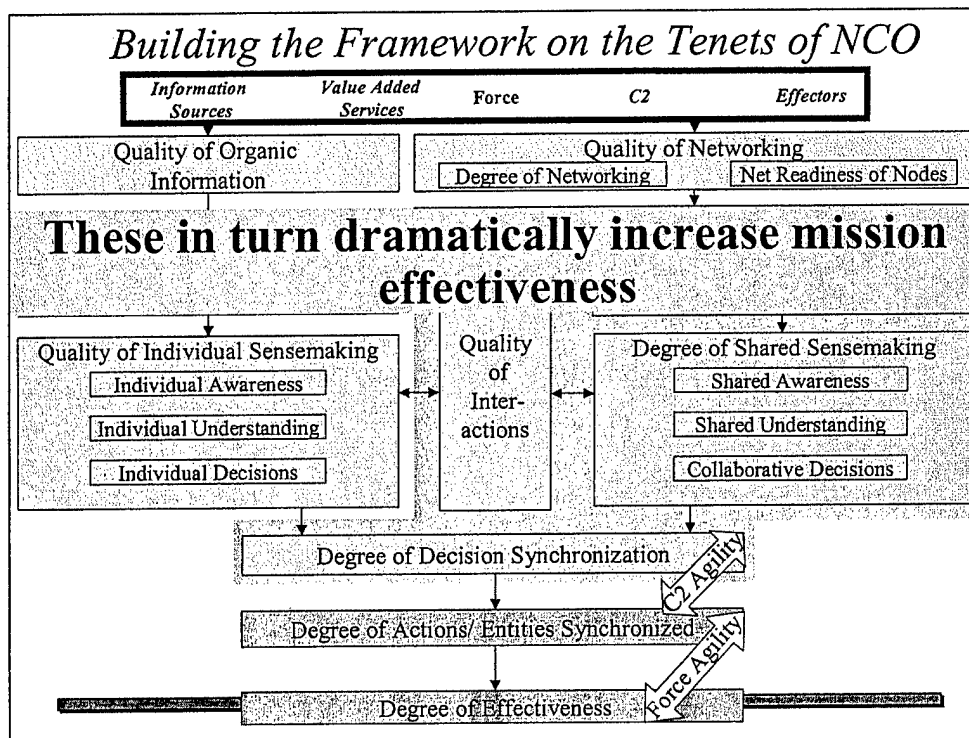 Building the Framework on the Tenets of NCO
Information Sources
Value Added Services
Force
C2
Effectors
Quality of Organic
Information
Quality of Networking
Degree of Networking
Net Readiness of Nodes
These in turn dramatically increase mission
effectiveness
Quality of Individual Sensemaking
Individual Awareness
Individual Understanding
Individual Decisions
Quality
of
Inter-
actions
Degree of Shared Sensemaking
Shared Awareness
Shared Understanding
Collaborative Decisions
Degree of Decision Synchronization
C2 Agility
Degree of Actions/ Entities Synchronized
Force Agility
Degree of Effectiveness